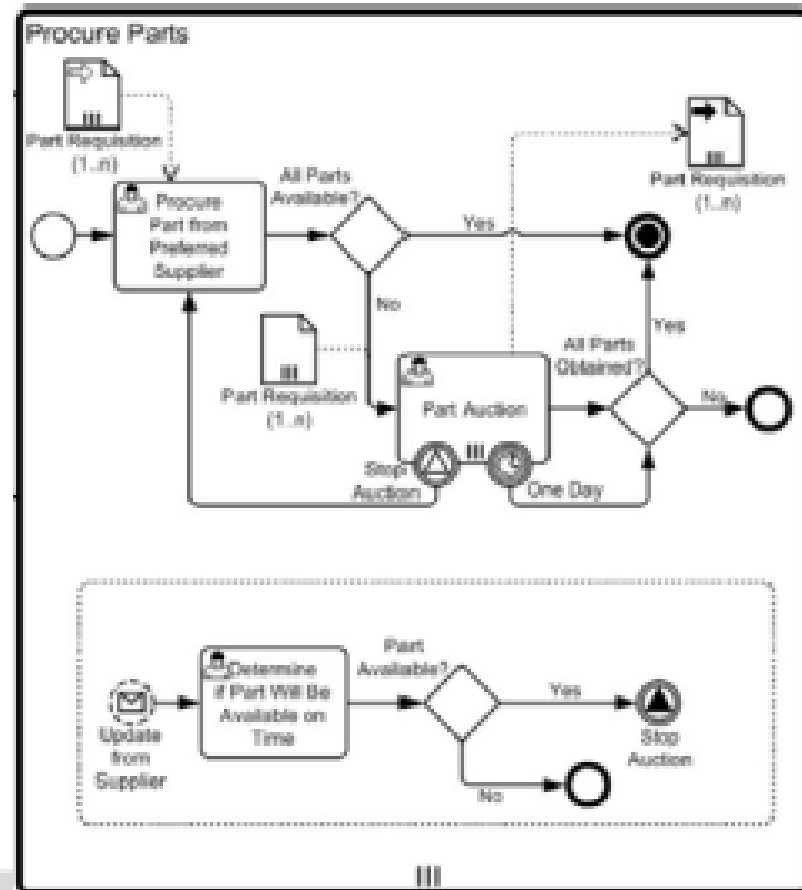 Procure Parts
Part Requisition
(1..n)
Part Requisition
(1..n)
All Parts
Available?
Procure
Part from
Preferred
Supplier
Yes
No
All Parts
Obtained?
Yes
Part Requisition
(1..n)
Part Auction
No
Stop
Auction
One Day
Part
Available?
Determine
if Part Will Be
Available on
Time
Yes
Update
from
Supplier
Stop
Auction
No